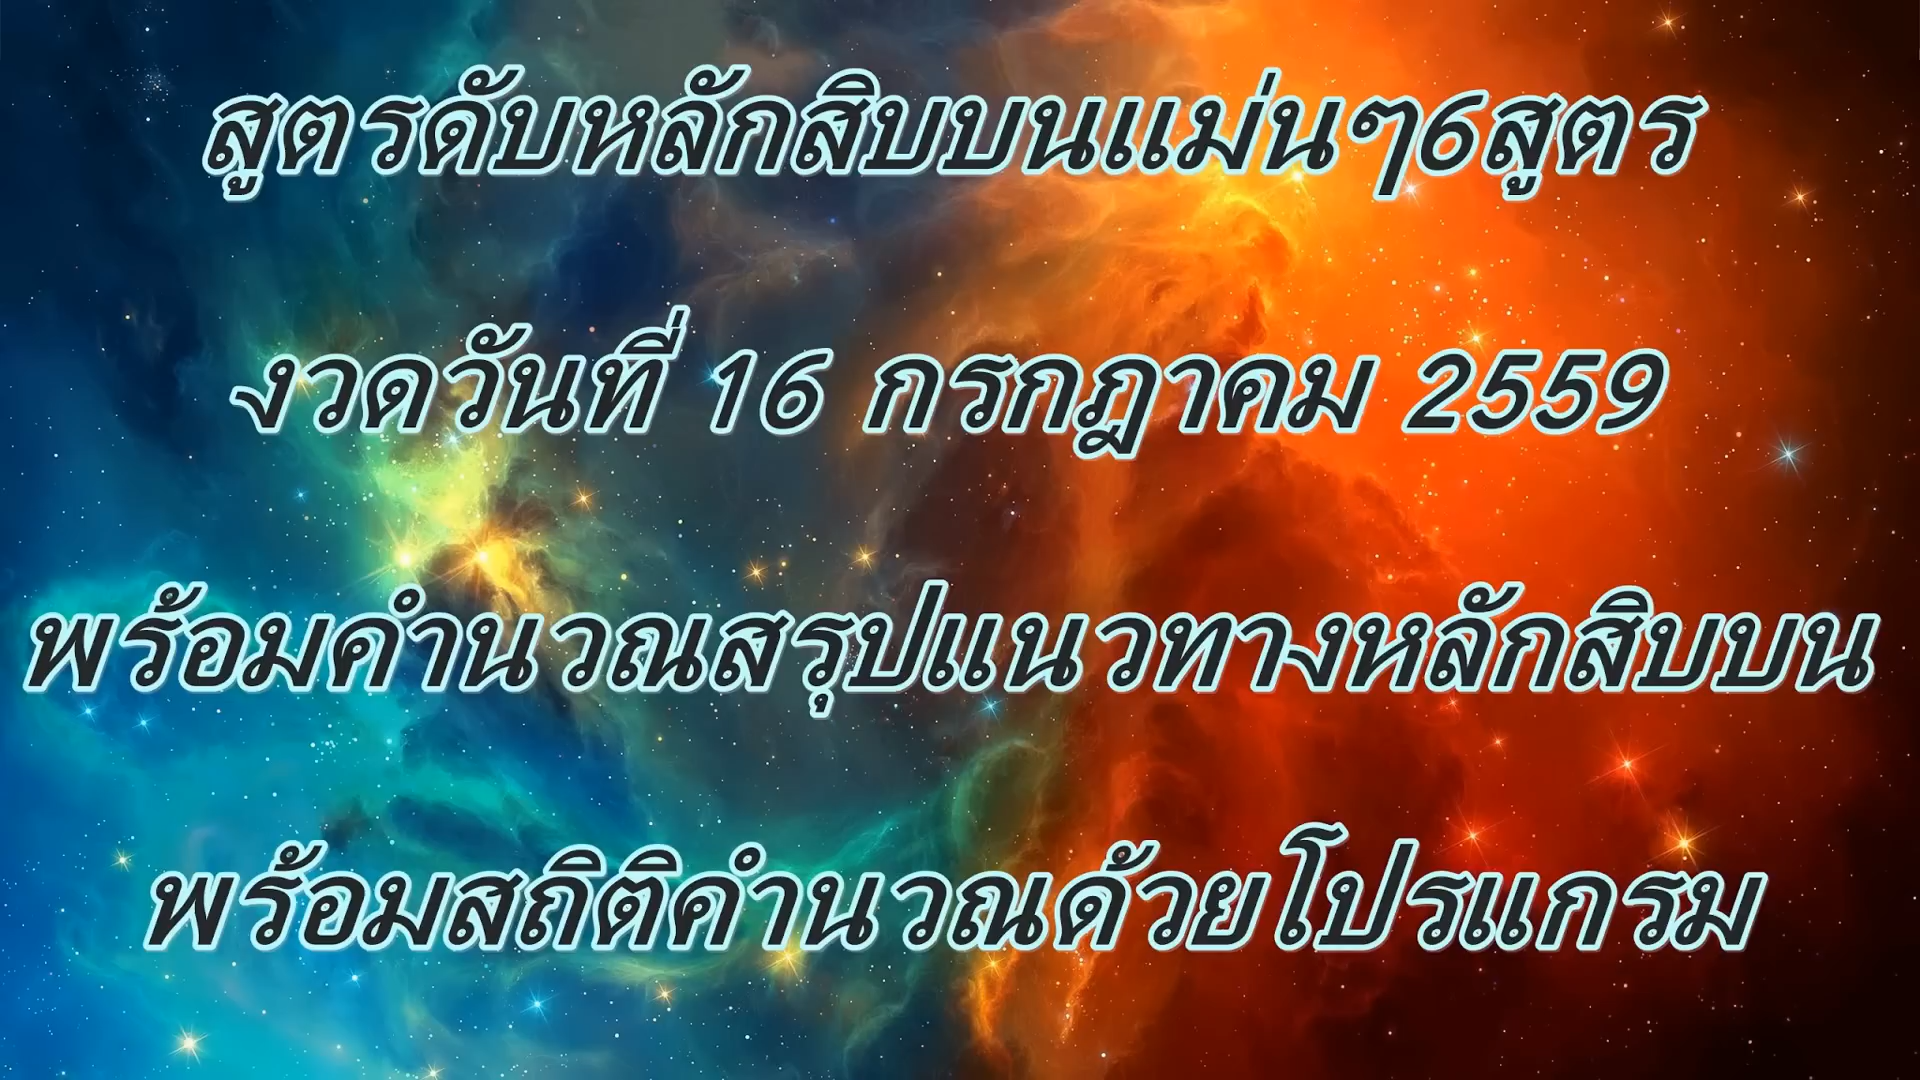 สูตรดับหลักสิบบนแม่นๆ6สูตร
งวดวันที่ 16 กรกฎาคม 2559
พร้อมคำนวณสรุปแนวทางหลักสิบบน
พร้อมสถิติคำนวณด้วยโปรแกรม